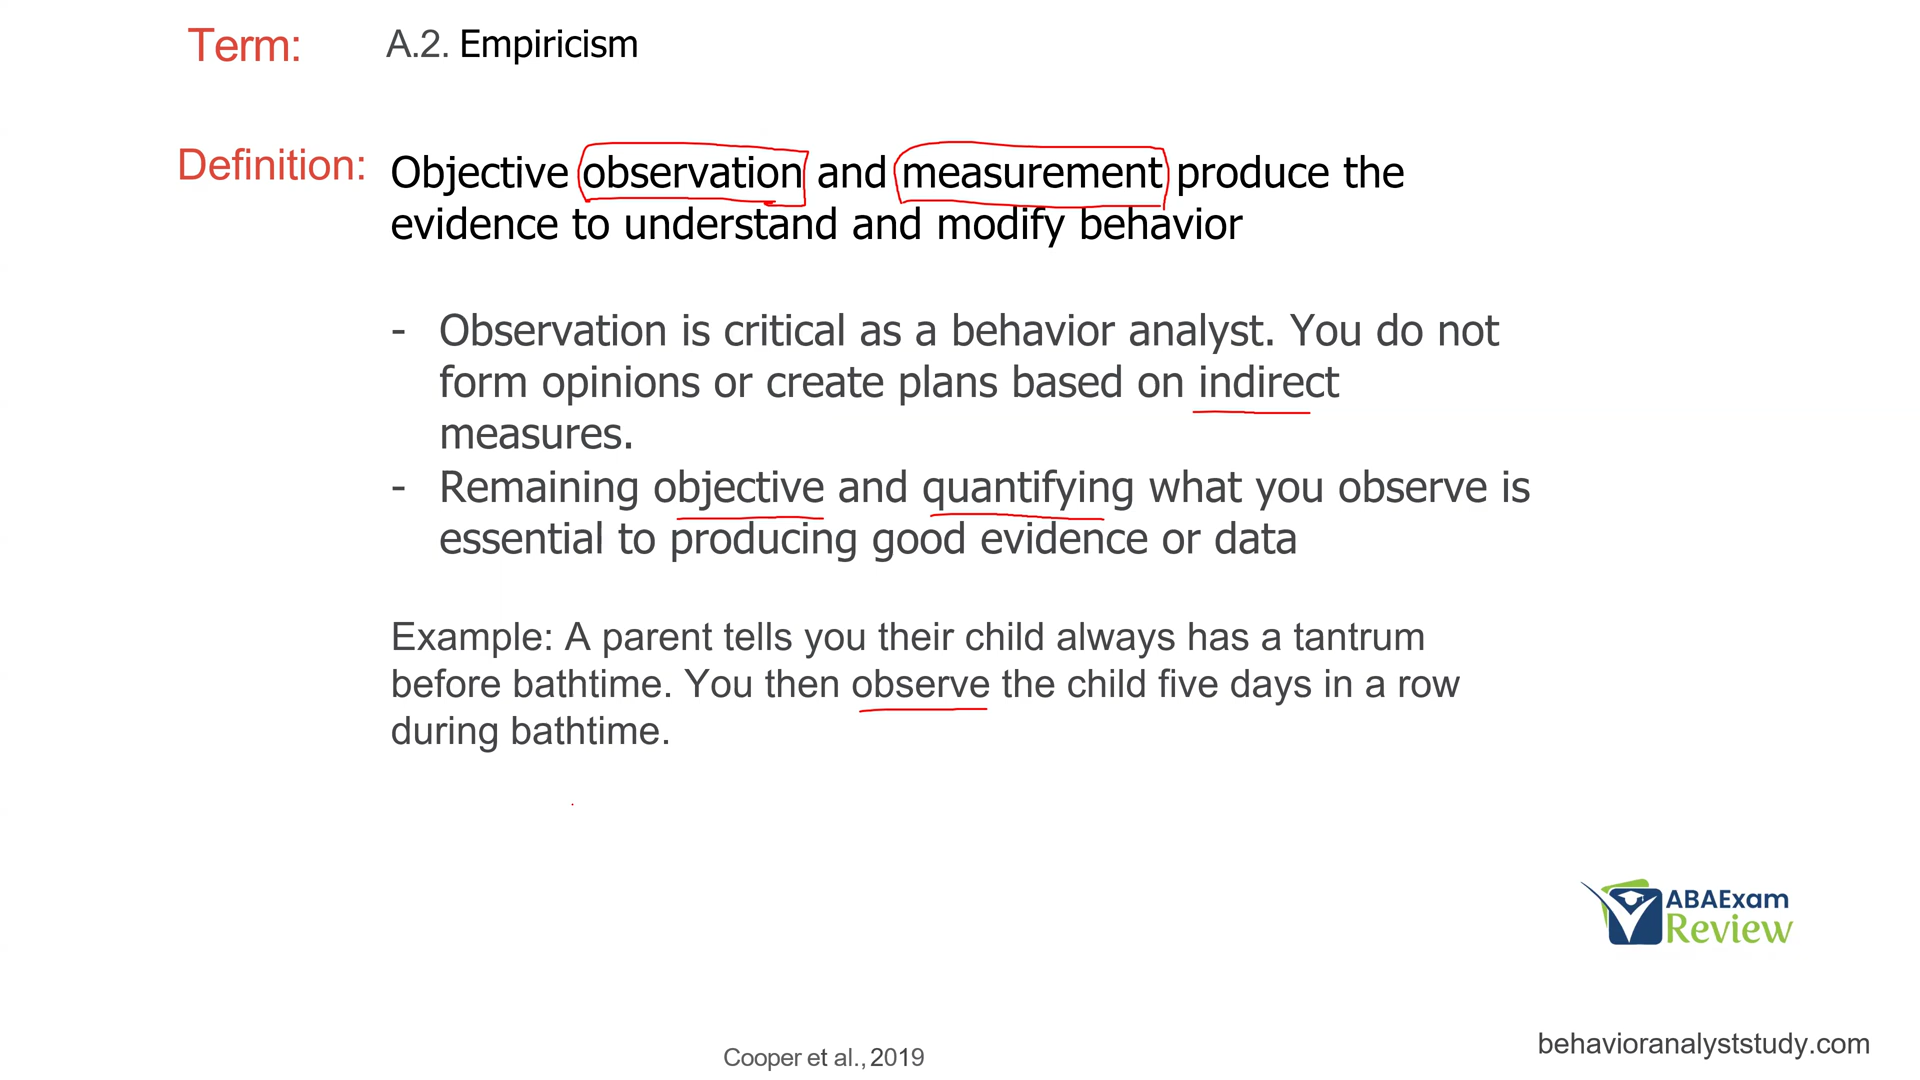 Term: A.2. Empiricism
Definition: Objective observation and measurement produce the
evidence to understand and modify behavior
- Observation is critical as a behavior analyst. You do not
form opinions or create plans based on indirect
measures.
- Remaining objective and quantifying what you observe is
essential to producing good evidence or data
Example: A parent tells you their child always has a tantrum
before bathtime. You then observe the child five days in a row
during bathtime.
ABAExam
Review
behavioranalyststudy.com
Cooper et al., 2019